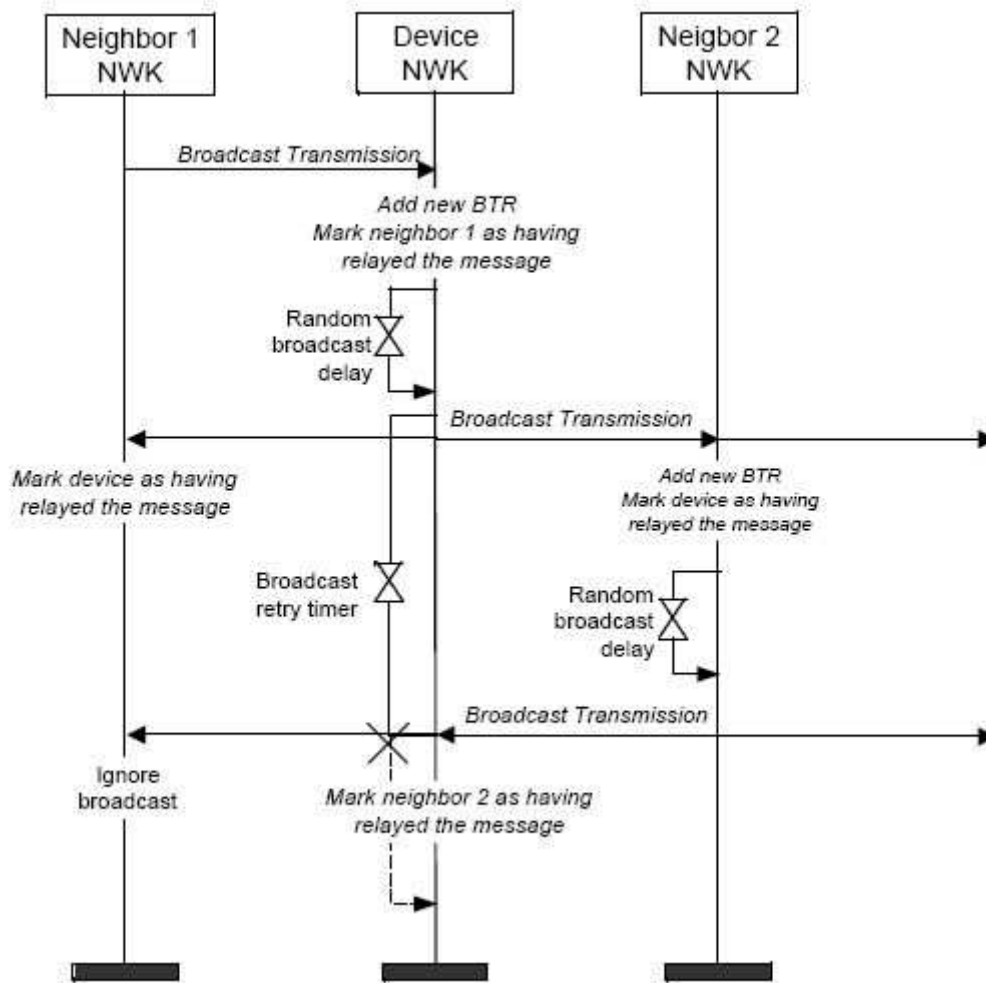 Neighbor 1
NWK
Device
NWK
Neigbor 2
NWK
Broadcast Transmission
Add new BTR
Mark neighbor 1 as having
relayed the message
Random
broadcast
delay
Broadcast Transmission
Mark device as having
relayed the message
Add new BTR
Mark device as having
relayed the message
Broadcast
retry timer
Random
broadcast
delay
Broadcast Transmission
Ignore
broadcast
Mark neighbor 2 as having
relayed the message